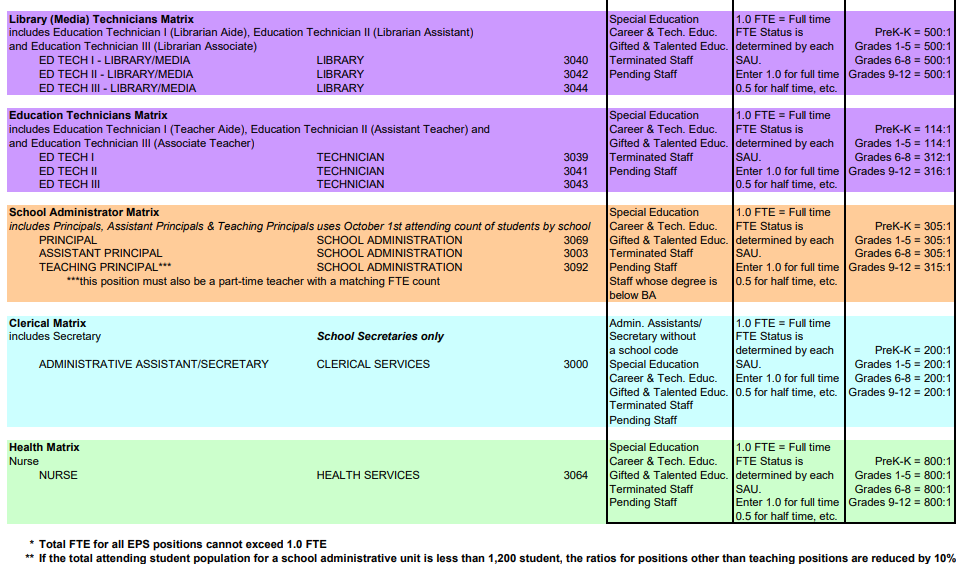 Library (Media) Technicians Matrix Special Education 1.0 FTE = Full time
includes Education Technician I (Librarian Aide), Education Technician II (Librarian Assistant) Career & Tech. Educ. FTE Status is PreK-K = 500:1
and Education Technician III (Librarian Associate) Gifted & Talented Educ. determined by each Grades 1-5 = 500:1
ED TECH I - LIBRARY/MEDIA LIBRARY 3040 Terminated Staff SAU. Grades 6-8 = 500:1
ED TECH II - LIBRARY/MEDIA LIBRARY 3042 Pending Staff Enter 1.0 for full time Grades 9-12 = 500:1
ED TECH III - LIBRARY/MEDIA LIBRARY 3044 0.5 for half time, etc.
Education Technicians Matrix Special Education 1.0 FTE = Full time
includes Education Technician I (Teacher Aide), Education Technician II (Assistant Teacher) and Career & Tech. Educ. FTE Status is PreK-K = 114:1
and Education Technician III (Associate Teacher) Gifted & Talented Educ. determined by each Grades 1-5 = 114:1
ED TECH I TECHNICIAN 3039 Terminated Staff SAU. Grades 6-8 = 312:1
ED TECH II TECHNICIAN 3041 Pending Staff Enter 1.0 for full time Grades 9-12 = 316:1
ED TECH III TECHNICIAN 3043 0.5 for half time, etc.
School Administrator Matrix Special Education 1.0 FTE = Full time
includes Principals, Assistant Principals & Teaching Principals uses October 1st attending count of students by school Career & Tech. Educ. FTE Status is PreK-K = 305:1
PRINCIPAL SCHOOL ADMINISTRATION 3069 Gifted & Talented Educ. determined by each Grades 1-5 = 305:1
ASSISTANT PRINCIPAL SCHOOL ADMINISTRATION 3003 Terminated Staff SAU. Grades 6-8 = 305:1
TEACHING PRINCIPAL*** SCHOOL ADMINISTRATION 3092 Pending Staff Enter 1.0 for full time Grades 9-12 = 315:1
***this position must also be a part-time teacher with a matching FTE count Staff whose degree is 0.5 for half time, etc.
below BA
Clerical Matrix Admin. Assistants/ 1.0 FTE = Full time
includes Secretary School Secretaries only Secretary without FTE Status is
a school code determined by each PreK-K = 200:1
ADMINISTRATIVE ASSISTANT/SECRETARY CLERICAL SERVICES 3000 Special Education SAU. Grades 1-5 = 200:1
Career & Tech. Educ. Enter 1.0 for full time Grades 6-8 = 200:1
Gifted & Talented Educ. 0.5 for half time, etc. Grades 9-12 = 200:1
Terminated Staff
Pending Staff
Health Matrix Special Education 1.0 FTE = Full time
Nurse Career & Tech. Educ. FTE Status is PreK-K = 800:1
NURSE HEALTH SERVICES 3064 Gifted & Talented Educ. determined by each Grades 1-5 = 800:1
Terminated Staff SAU. Grades 6-8 = 800:1
Pending Staff Enter 1.0 for full time Grades 9-12 = 800:1
0.5 for half time, etc.
* Total FTE for all EPS positions cannot exceed 1.0 FTE
** If the total attending student population for a school administrative unit is less than 1,200 student, the ratios for positions other than teaching positions are reduced by 10%